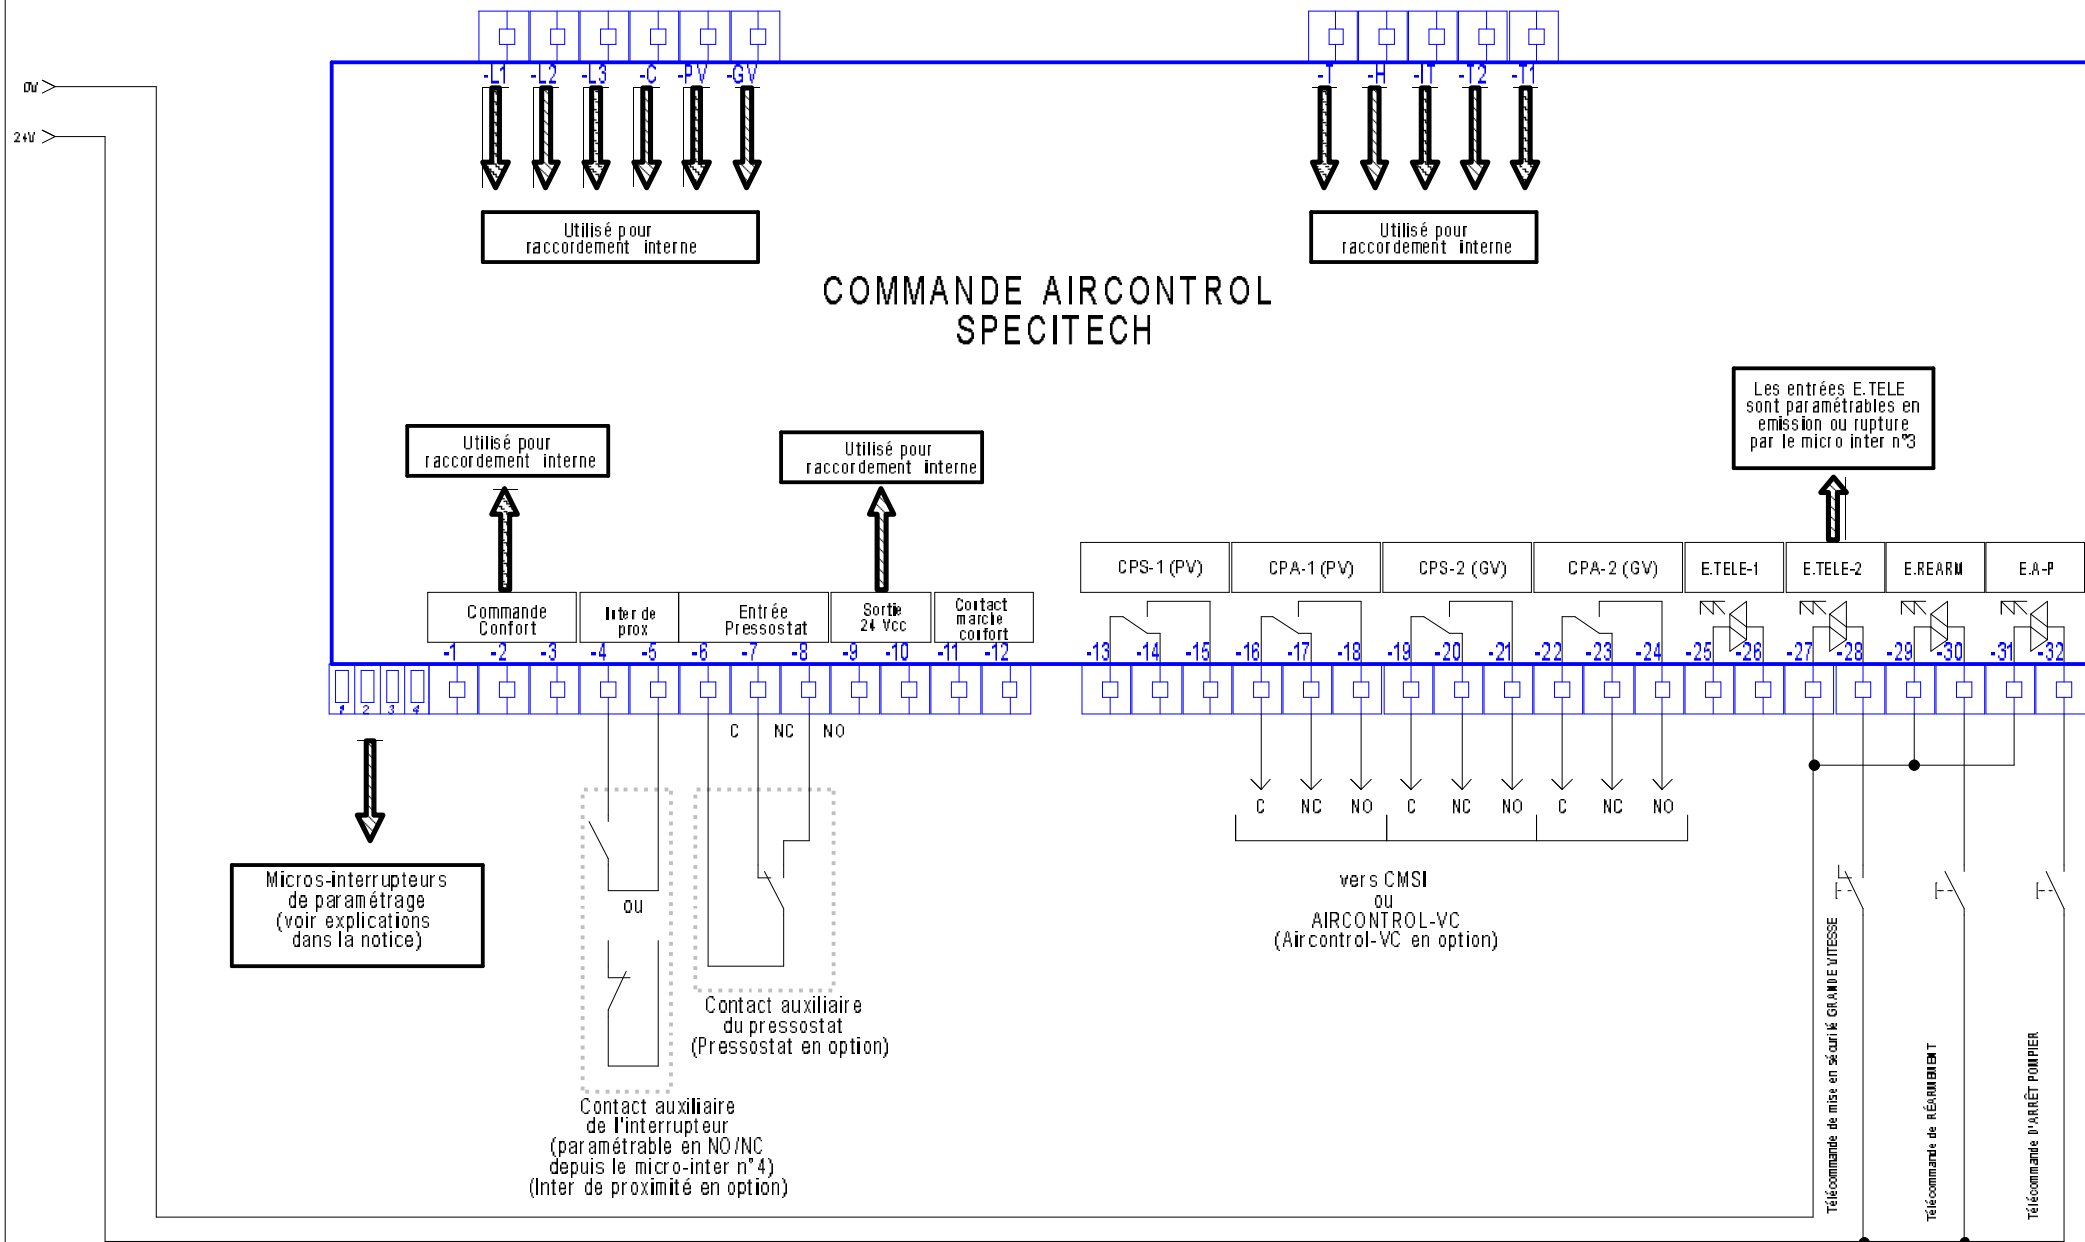 -L1 -L2 -L3 -C -PV -GV
-T -H -IT -T2 -T1
0V
24V
Utilisé pour
raccordement interne
Utilisé pour
raccordement interne
COMMANDE AIRCONTROL
SPECITECH
Les entrées E.TELE
sont paramétrables en
emission ou rupture
par le micro inter n°3
Utilisé pour
raccordement interne
Utilisé pour
raccordement interne
CPS-1 (PV) CPA-1 (PV) CPS-2 (GV) CPA-2 (GV) E.TELE-1 E.TELE-2 E.REARM E.A-P
Commande
Confort
Inter de
prox
Entrée
Pressostat
Sortie
24 Vcc
Contact
marche
confort
-1 -2 -3 -4 -5 -6 -7 -8 -9 -10 -11 -12 -13 -14 -15 -16 -17 -18 -19 -20 -21 -22 -23 -24 -25 -26 -27 -28 -29 -30 -31 -32
1 2 3 4
C NC NO
C NC NO C NC NO C NC NO
Micros-interrupteurs
de paramétrage
(voir explications
dans la notice)
ou
vers CMSI
ou
AIRCONTROL-VC
(Aircontrol-VC en option)
Contact auxiliaire
du pressostat
(Pressostat en option)
Contact auxiliaire
de l'interrupteur
(paramétrable en NO/NC
depuis le micro-inter n°4)
(Inter de proximité en option)
Télécommande de mise en sécurité GRANDE VITESSE
Télécommande de RÉARMEMENT
Télécommande D'ARRÊT POMPIER